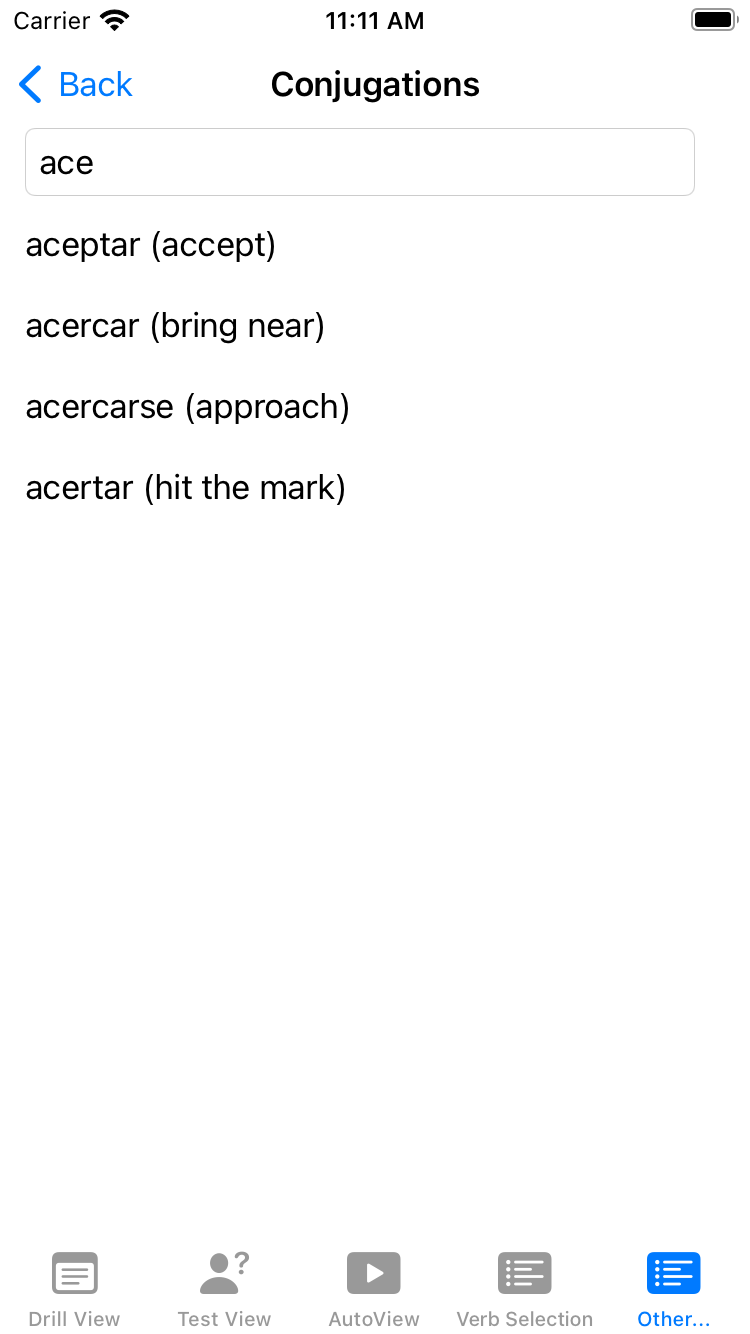 Carrier 11:11 AM
Back Conjugations
ace
aceptar (accept)
acercar (bring near)
acercarse (approach)
acertar (hit the mark)
?
Drill View Test View AutoView Verb Selection Other...